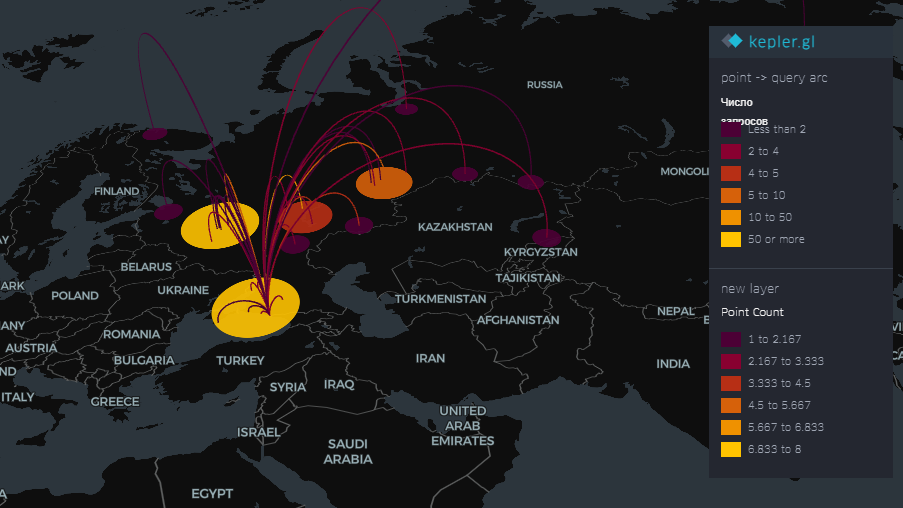 kepler.gl
point -> query arc
Число
запросов
Less than 2
2 to 4
4 to 5
5 to 10
10 to 50
50 or more
new layer
Point Count
1 to 2.167
2.167 to 3.333
3.333 to 4.5
4.5 to 5.667
5.667 to 6.833
6.833 to 8
RUSSIA
FINLAND
KAZAKHSTAN
KYRGYZSTAN
BELARUS
UKRAINE
POLAND
TAJIKISTAN
TURKMENISTAN
AFGHANISTAN
NEPAL
ROMANIA
AUSTRIA
BULGARIA
TURKEY
IRAN
INDIA
SYRIA
IRAQ
GREECE
ITALY
ISRAEL
UNITED
ARAB
EMIRATES
SAUDI
ARABIA
EGYPT